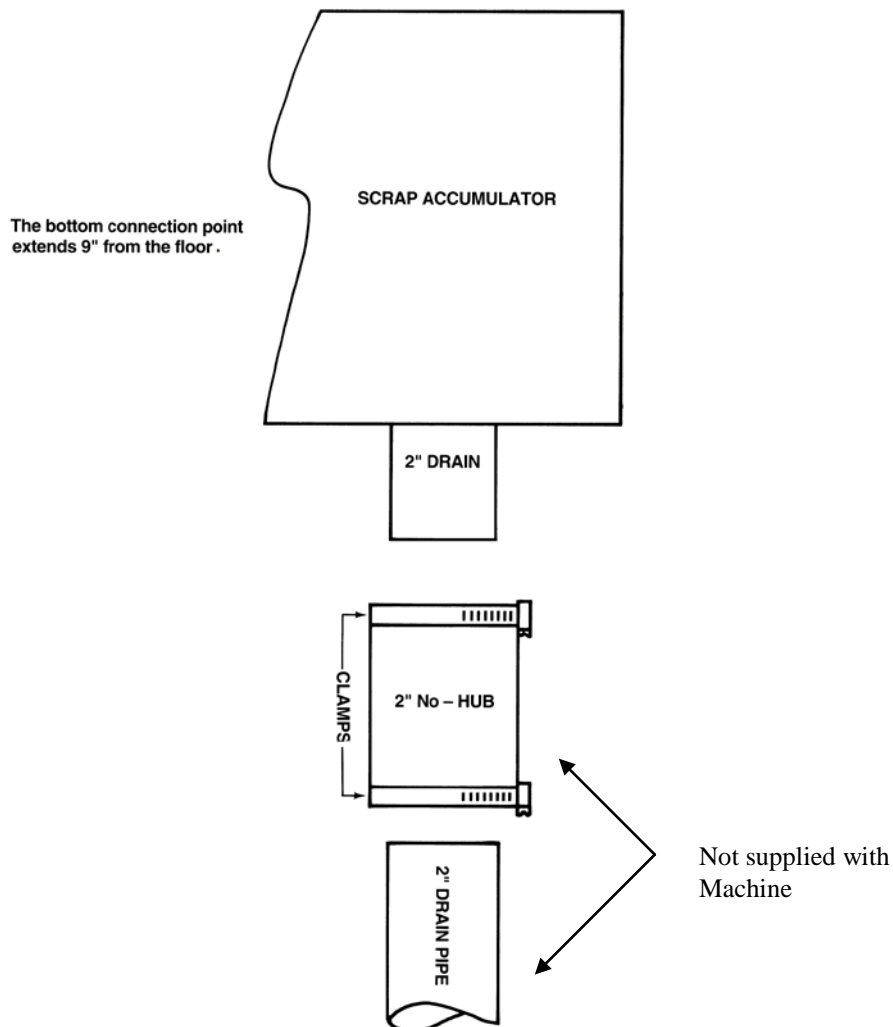 SCRAP ACCUMULATOR
The bottom connection point
extends 9" from the floor.
2" DRAIN
CLAMPS
2" No – HUB
Not supplied with
Machine
2" DRAIN PIPE